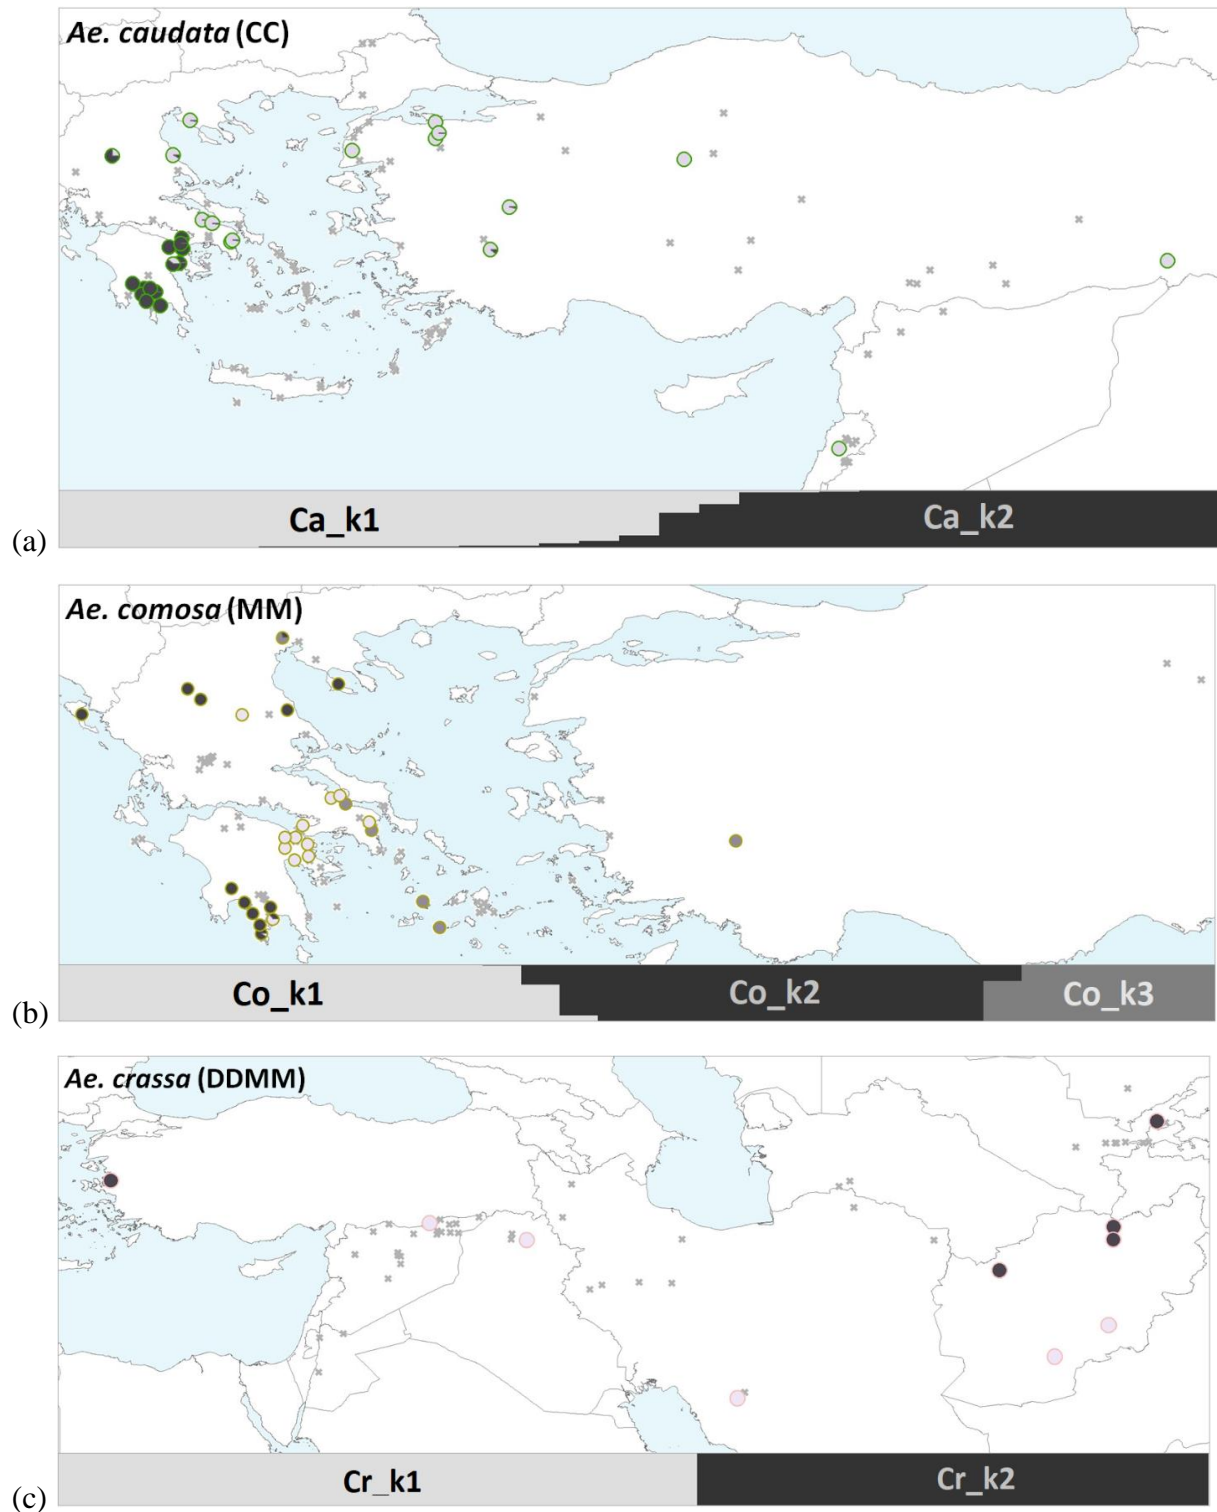 Ae. caudata (CC)
Ca_k1
Ca_k2
(a)
Ae. comosa (MM)
Co_k1
Co_k2
Co_k3
(b)
Ae. crassa (DDMM)
Cr_k1
Cr_k2
(c)